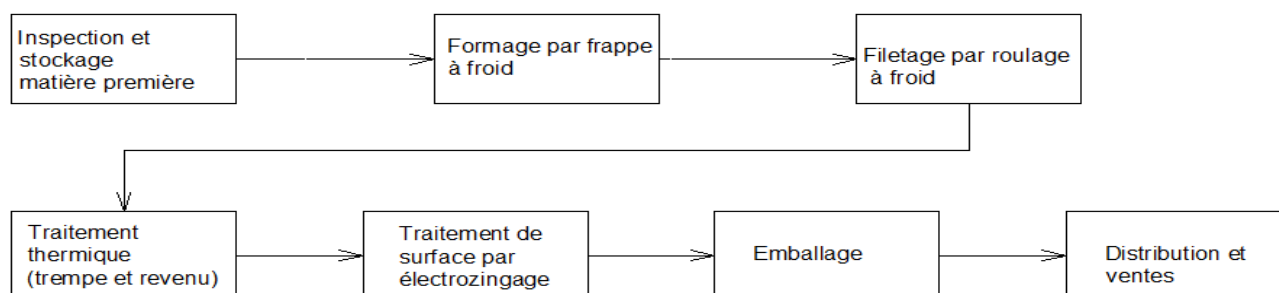 Inspection et
stockage
matière première
Formage par frappe
à froid
Filetage par roulage
à froid
Traitement
thermique
(trempe et revenu)
Traitement de
surface par
électrozingage
Emballage
Distribution et
ventes